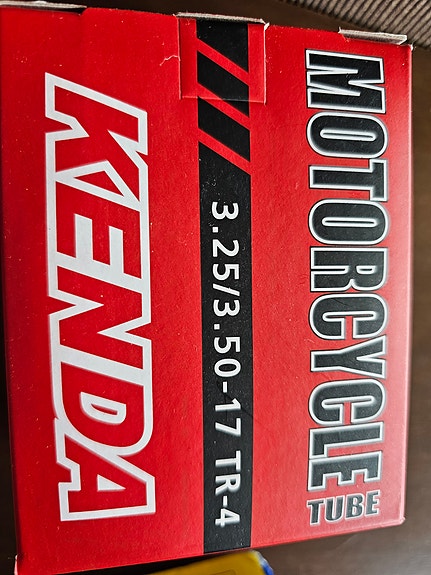 MOTORCYCLE
TUBE
3.25/3.50-17 TR-4
KENDA